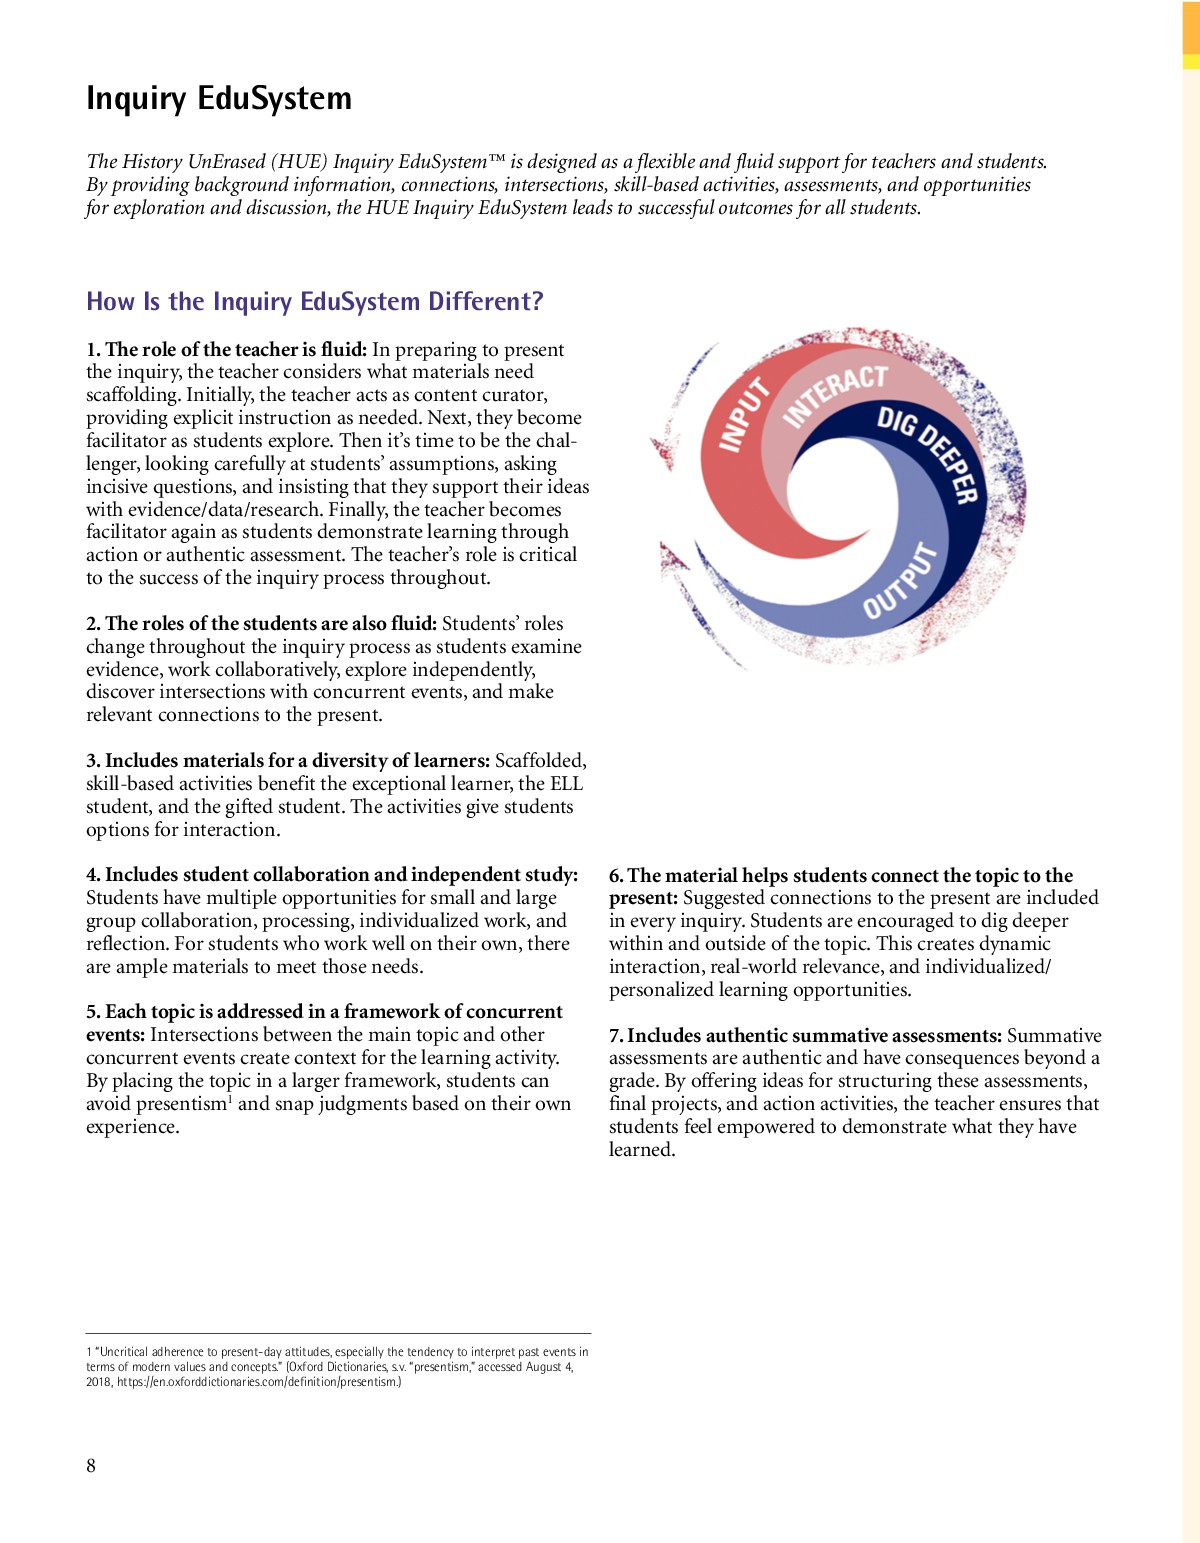 Inquiry EduSystem
The History UnErased (HUE) Inquiry EduSystem™ is designed as a flexible and fluid support for teachers and students.
By providing background information, connections, intersections, skill-based activities, assessments, and opportunities
for exploration and discussion, the HUE Inquiry EduSystem leads to successful outcomes for all students.
How Is the Inquiry EduSystem Different?
1. The role of the teacher is fluid: In preparing to present
the inquiry, the teacher considers what materials need
scaffolding. Initially, the teacher acts as content curator,
providing explicit instruction as needed. Next, they become
facilitator as students explore. Then it’s time to be the chal-
lenger, looking carefully at students’ assumptions, asking
incisive questions, and insisting that they support their ideas
with evidence/data/research. Finally, the teacher becomes
facilitator again as students demonstrate learning through
action or authentic assessment. The teacher’s role is critical
to the success of the inquiry process throughout.
2. The roles of the students are also fluid: Students’ roles
change throughout the inquiry process as students examine
evidence, work collaboratively, explore independently,
discover intersections with concurrent events, and make
relevant connections to the present.
3. Includes materials for a diversity of learners: Scaffolded,
skill-based activities benefit the exceptional learner, the ELL
student, and the gifted student. The activities give students
options for interaction.
4. Includes student collaboration and independent study:
Students have multiple opportunities for small and large
group collaboration, processing, individualized work, and
reflection. For students who work well on their own, there
are ample materials to meet those needs.
5. Each topic is addressed in a framework of concurrent
events: Intersections between the main topic and other
concurrent events create context for the learning activity.
By placing the topic in a larger framework, students can
avoid presentism1 and snap judgments based on their own
experience.
INPUT
INTERACT
DIG DEEPER
OUTPUT
6. The material helps students connect the topic to the
present: Suggested connections to the present are included
in every inquiry. Students are encouraged to dig deeper
within and outside of the topic. This creates dynamic
interaction, real-world relevance, and individualized/
personalized learning opportunities.
7. Includes authentic summative assessments: Summative
assessments are authentic and have consequences beyond a
grade. By offering ideas for structuring these assessments,
final projects, and action activities, the teacher ensures that
students feel empowered to demonstrate what they have
learned.
1 “Uncritical adherence to present-day attitudes, especially the tendency to interpret past events in
terms of modern values and concepts.” (Oxford Dictionaries, s.v. “presentism,” accessed August 4,
2018, https://en.oxforddictionaries.com/definition/presentism.)
8